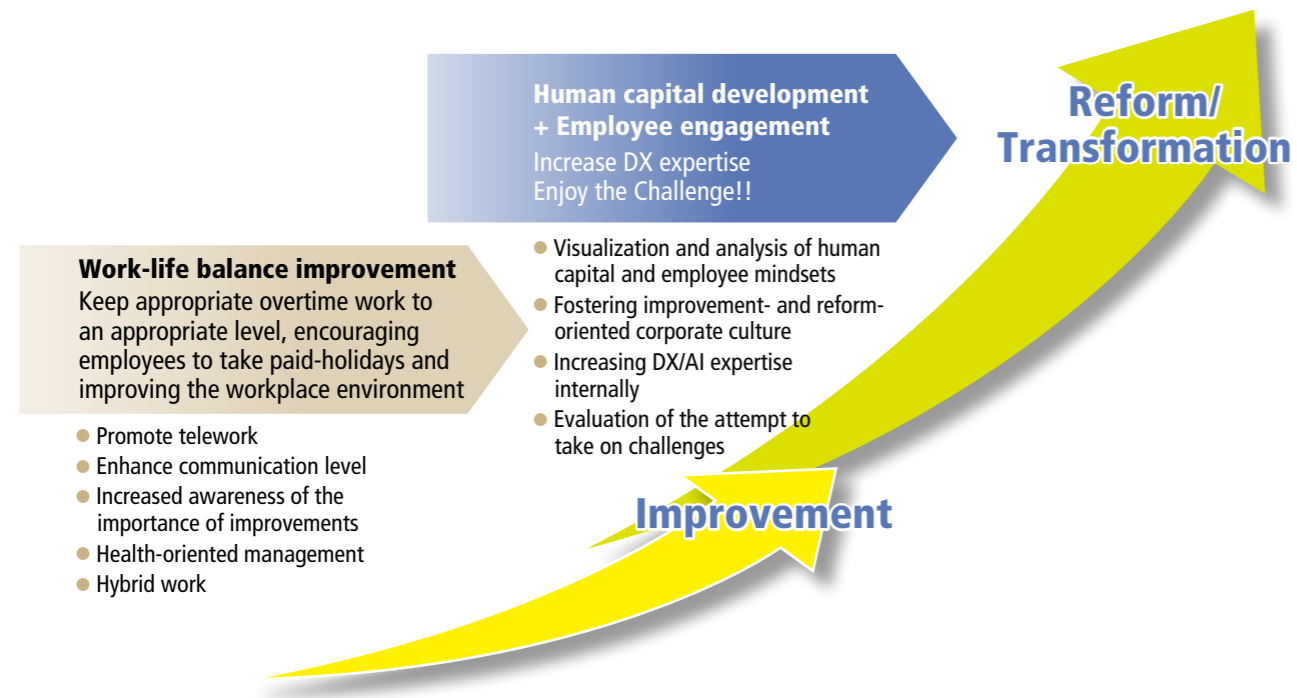 Work-life balance improvement
Keep appropriate overtime work to
an appropriate level, encouraging
employees to take paid-holidays and
improving the workplace environment
● Promote telework
● Enhance communication level
● Increased awareness of the
importance of improvements
● Health-oriented management
● Hybrid work
Human capital development
+ Employee engagement
Increase DX expertise
Enjoy the Challenge!!
● Visualization and analysis of human
capital and employee mindsets
● Fostering improvement- and reform-
oriented corporate culture
● Increasing DX/AI expertise
internally
● Evaluation of the attempt to
take on challenges
Improvement
Reform/
Transformation